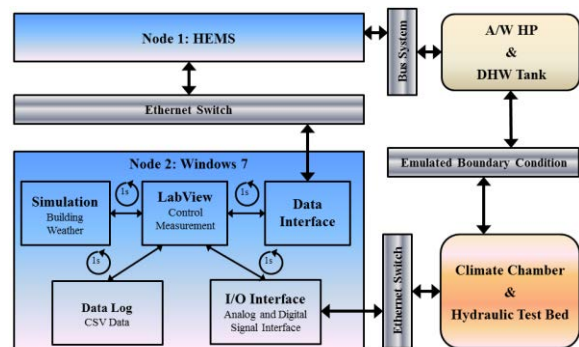 Node 1: HEMS
Bus System
A/W HP
&
DHW Tank
Ethernet Switch
Emulated Boundary Condition
Node 2: Windows 7
Simulation
Building
Weather
1s
LabView
Control
Measurement
1s
Data
Interface
1s
1s
Data Log
CSV Data
I/O Interface
Analog and Digital
Signal Interface
Ethernet Switch
Climate Chamber
&
Hydraulic Test Bed